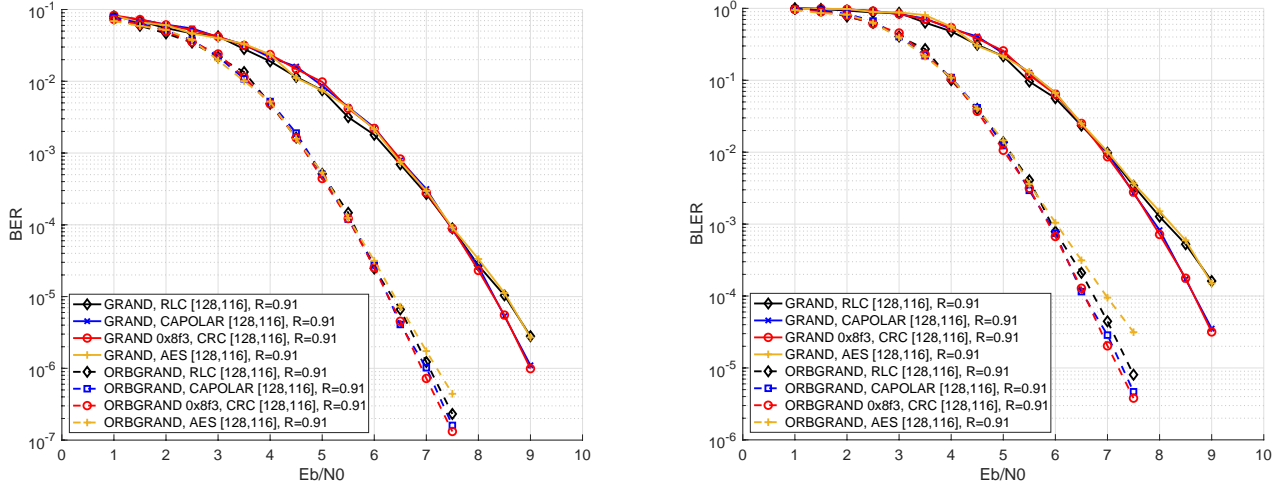 10^-1
10^-2
10^-3
10^-4
10^-5
10^-6
10^-7
BER
0 1 2 3 4 5 6 7 8 9 10
Eb/N0
GRAND, RLC [128,116], R=0.91
GRAND, CAPOLAR [128,116], R=0.91
GRAND 0x8f3, CRC [128,116], R=0.91
GRAND, AES [128,116], R=0.91
ORBGRAND, RLC [128,116], R=0.91
ORBGRAND, CAPOLAR [128,116], R=0.91
ORBGRAND 0x8f3, CRC [128,116], R=0.91
ORBGRAND, AES [128,116], R=0.91
10^0
10^-1
10^-2
10^-3
10^-4
10^-5
10^-6
BLER
0 1 2 3 4 5 6 7 8 9 10
Eb/N0
GRAND, RLC [128,116], R=0.91
GRAND, CAPOLAR [128,116], R=0.91
GRAND 0x8f3, CRC [128,116], R=0.91
GRAND, AES [128,116], R=0.91
ORBGRAND, RLC [128,116], R=0.91
ORBGRAND, CAPOLAR [128,116], R=0.91
ORBGRAND 0x8f3, CRC [128,116], R=0.91
ORBGRAND, AES [128,116], R=0.91